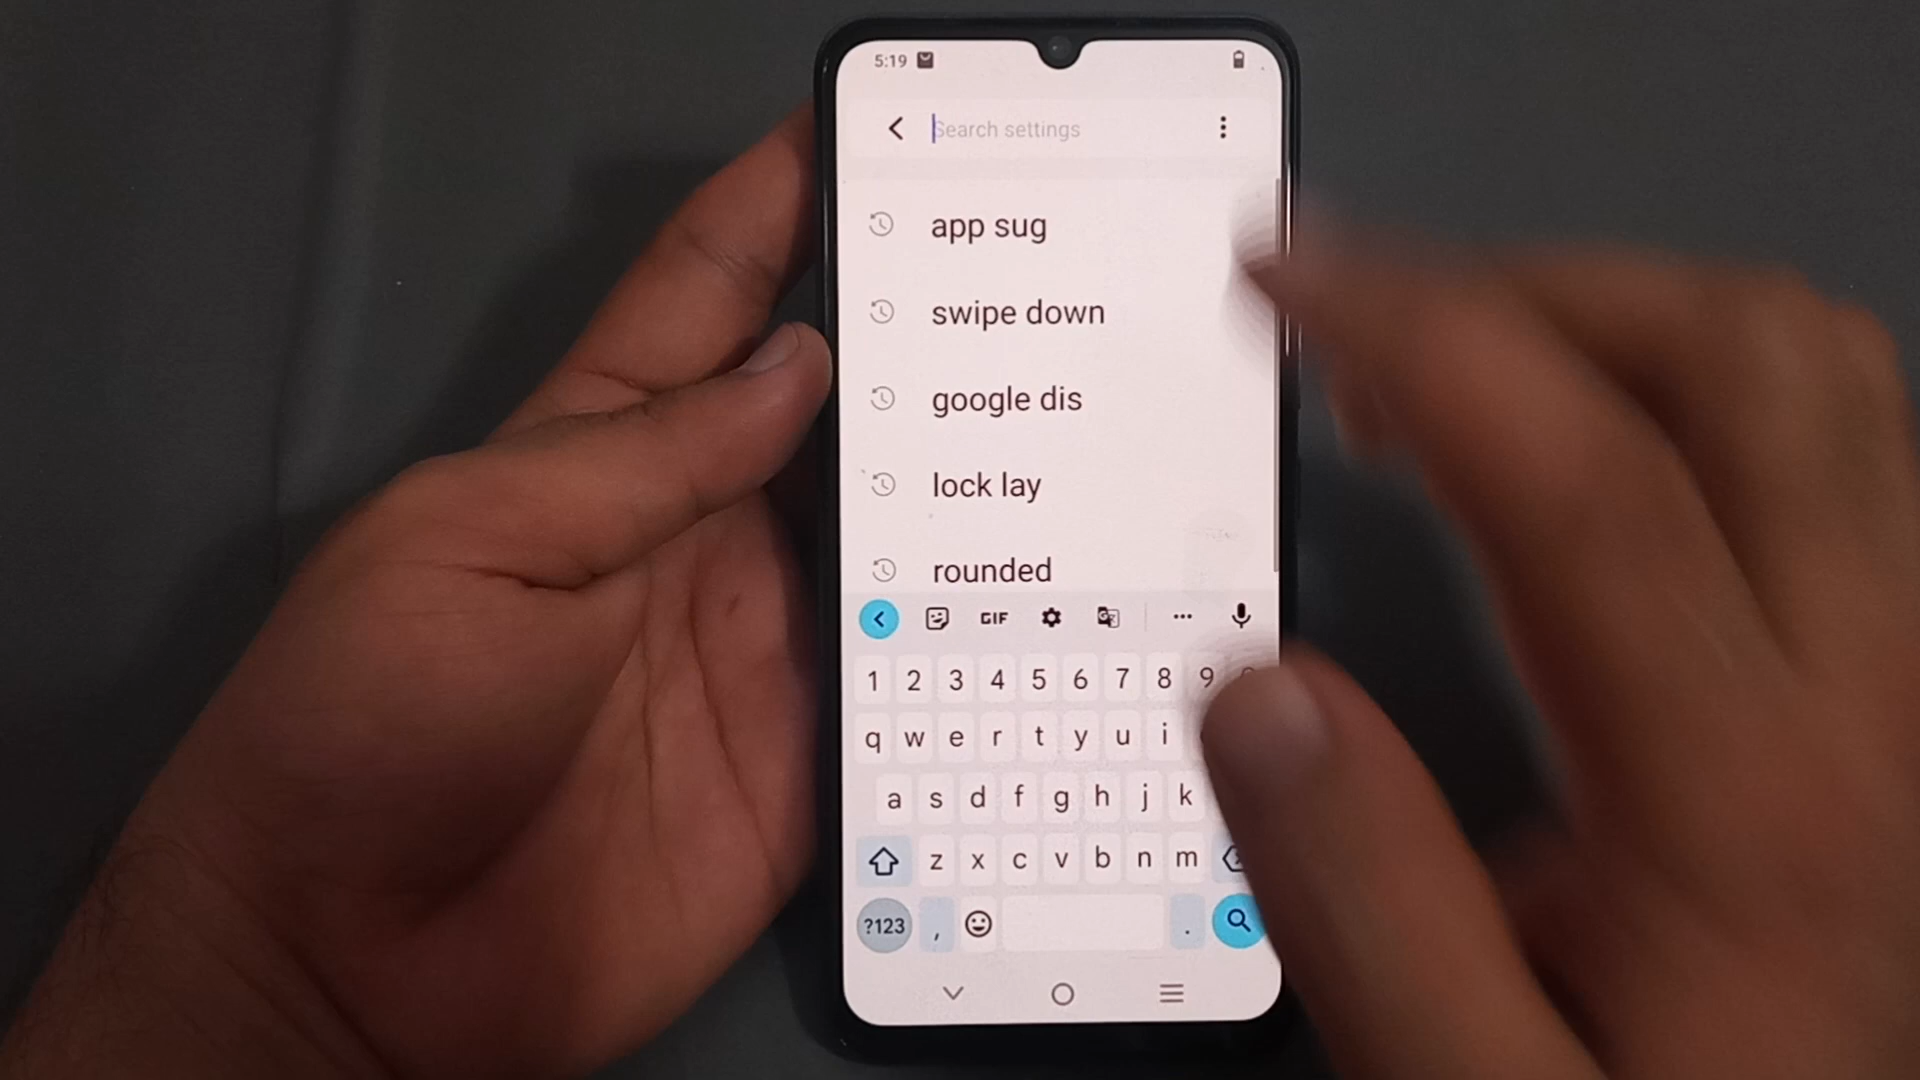 5:19
Search settings
app sug
swipe down
google dis
lock lay
rounded
GIF
1 2 3 4 5 6 7 8 9
q w e r t y u i
a s d f g h j k
z x c v b n m
?123 , .